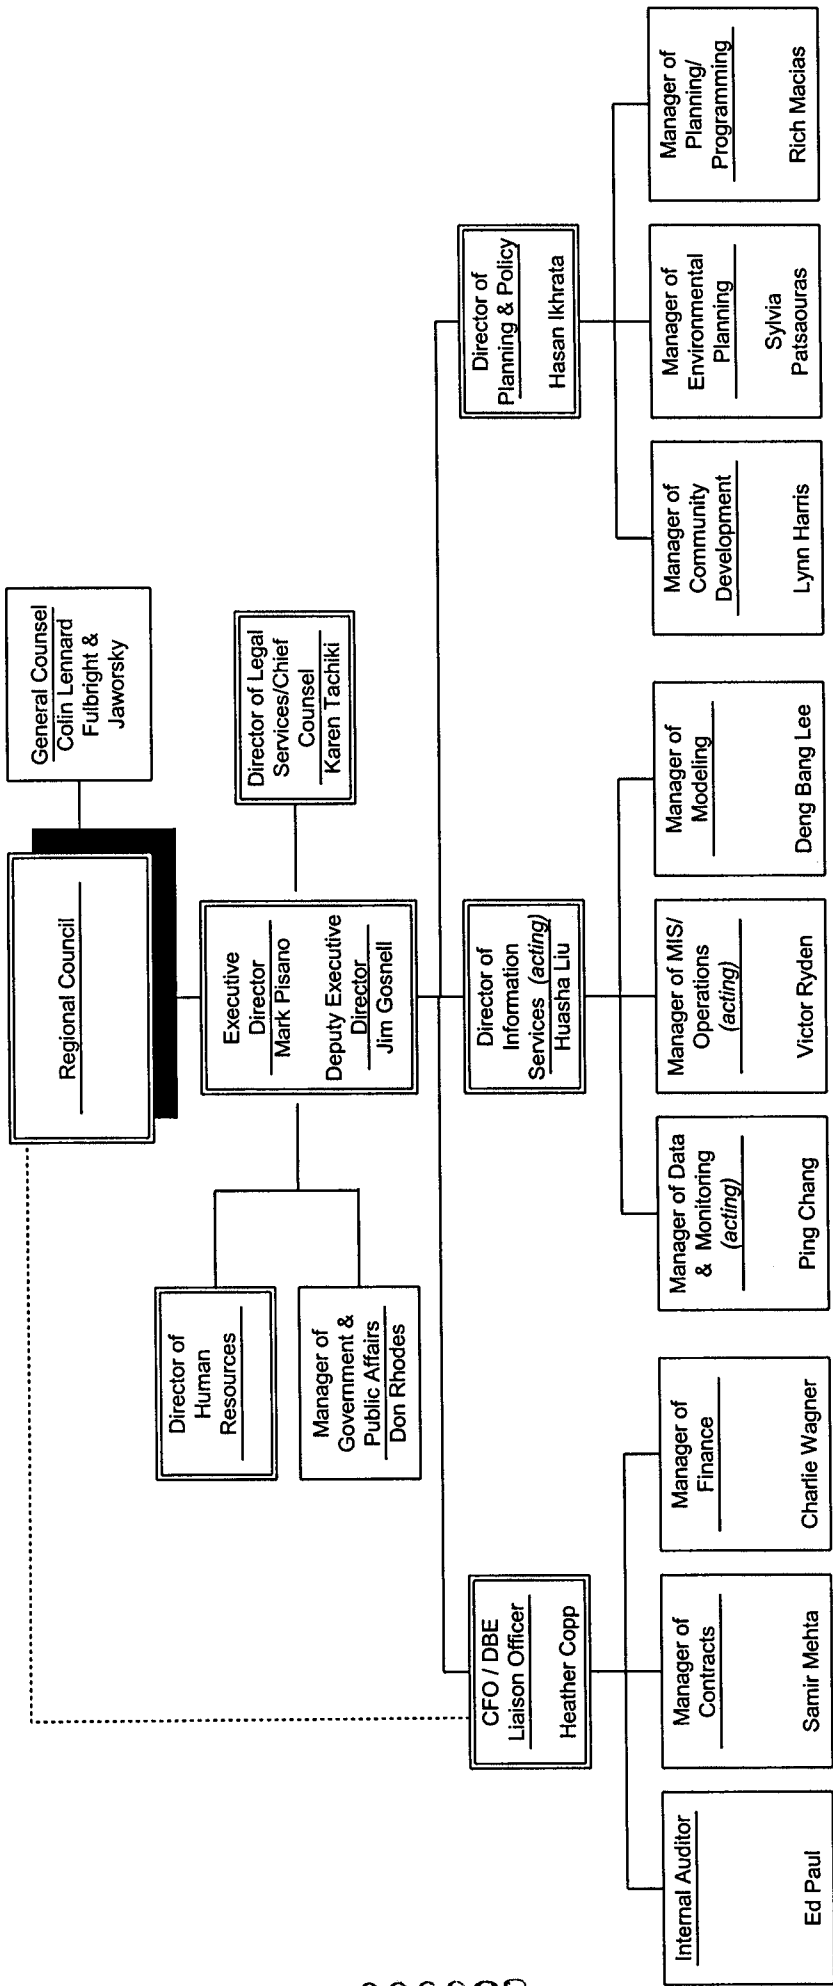 Regional Council
General Counsel
Colin Lennard
Fulbright &
Jaworsky
Executive
Director
Mark Pisano
Deputy Executive
Director
Jim Gosnell
Director of Legal
Services/Chief
Counsel
Karen Tachiki
Director of
Human
Resources
Manager of
Government &
Public Affairs
Don Rhodes
CFO / DBE
Liaison Officer
Heather Copp
Director of
Information
Services (acting)
Huasha Liu
Director of
Planning & Policy
Hasan Ikhrata
Internal Auditor
Ed Paul
Manager of
Contracts
Samir Mehta
Manager of
Finance
Charlie Wagner
Manager of Data
& Monitoring
(acting)
Ping Chang
Manager of MIS/
Operations
(acting)
Victor Ryden
Manager of
Modeling
Deng Bang Lee
Manager of
Community
Development
Lynn Harris
Manager of
Environmental
Planning
Sylvia
Patsaouras
Manager of
Planning/
Programming
Rich Macias